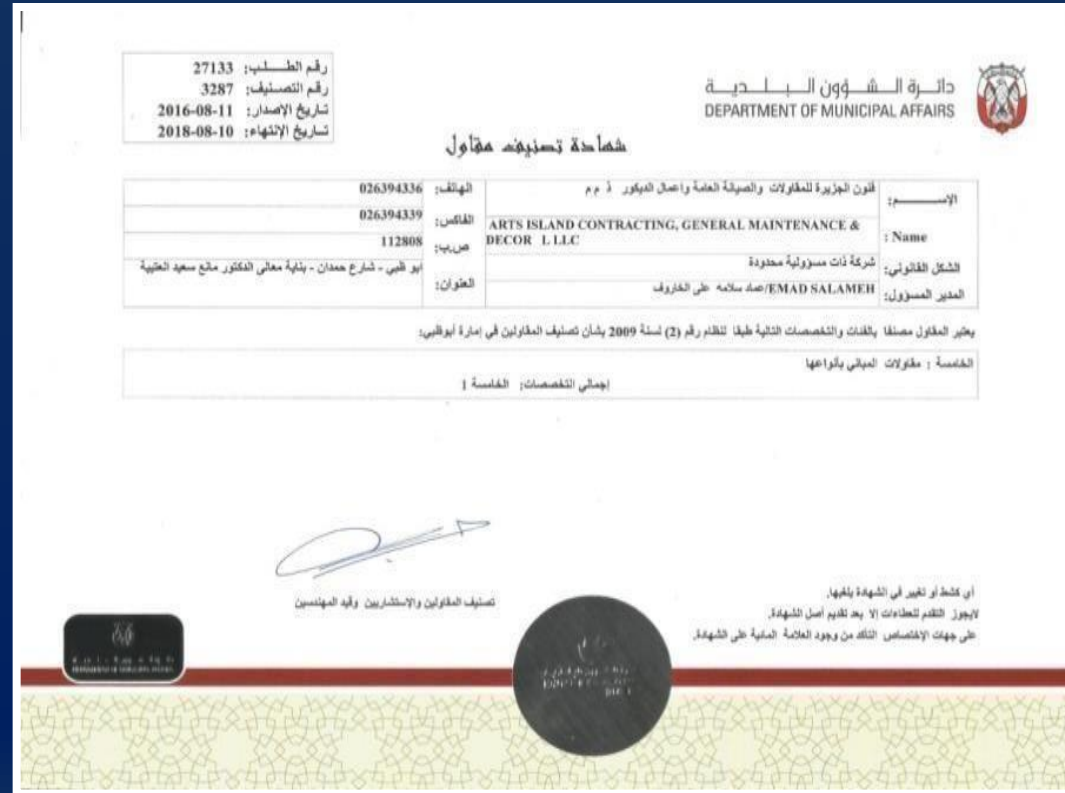 رقم الطلب: 27133
رقم التصنيف: 3287
تاريخ الإصدار: 2016-08-11
تاريخ الإنتهاء: 2018-08-10
دائرة الشؤون البلدية
DEPARTMENT OF MUNICIPAL AFFAIRS
شهادة تصنيف مقاول
الإسم: فنون الجزيرة للمقاولات والصيانة العامة واعمال الديكور ذ م م
Name : ARTS ISLAND CONTRACTING, GENERAL MAINTENANCE &
DECOR L LLC
الشكل القانوني: شركة ذات مسؤولية محدودة
المدير المسؤول: EMAD SALAMEH/عماد سلامه على الخاروف
الهاتف: 026394336
الفاكس: 026394339
ص.ب: 112808
العنوان: ابو ظبي - شارع حمدان - بناية معالى الدكتور مانع سعيد العتيبة
يعتبر المقاول مصنفا بالفئات والتخصصات التالية طبقا لنظام رقم (2) لسنة 2009 بشأن تصنيف المقاولين في إمارة أبوظبي:
الخامسة : مقاولات المباني بأنواعها
إجمالي التخصصات: الخامسة 1
تصنيف المقاولين والإستشاريين وقيد المهندسين
أي كشط أو تغيير في الشهادة يلغيها.
لايجوز التقدم للعطاءات إلا بعد تقديم أصل الشهادة.
على جهات الإختصاص التأكد من وجود العلامة المائية على الشهادة.